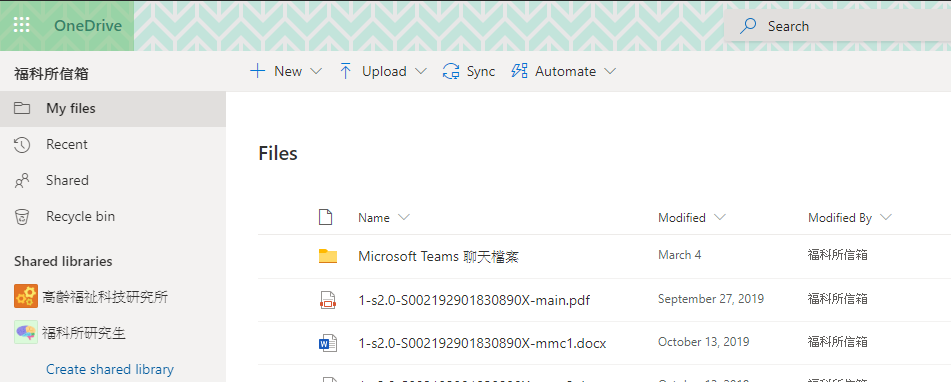 OneDrive
Search
福科所信箱
New Upload Sync Automate
My files
Recent
Shared
Recycle bin
Shared libraries
高齡福祉科技研究所
福科所研究生
Create shared library
Files
Name Modified Modified By
Microsoft Teams 聊天檔案 March 4 福科所信箱
1-s2.0-S002192901830890X-main.pdf September 27, 2019 福科所信箱
1-s2.0-S002192901830890X-mmc1.docx October 13, 2019 福科所信箱